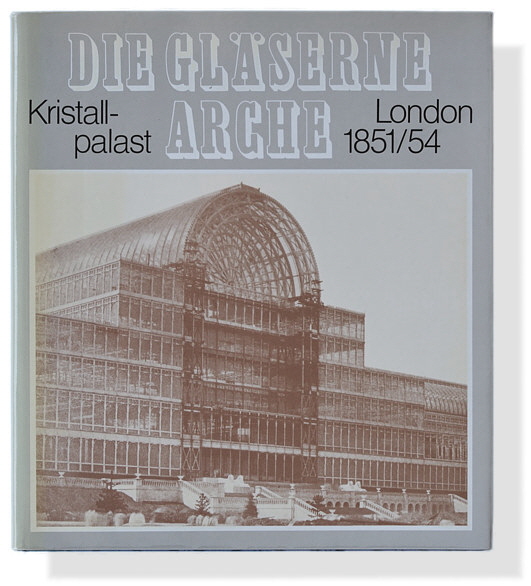 DIE GLÄSERNE
ARCHE
Kristall-
palast
London
1851/54